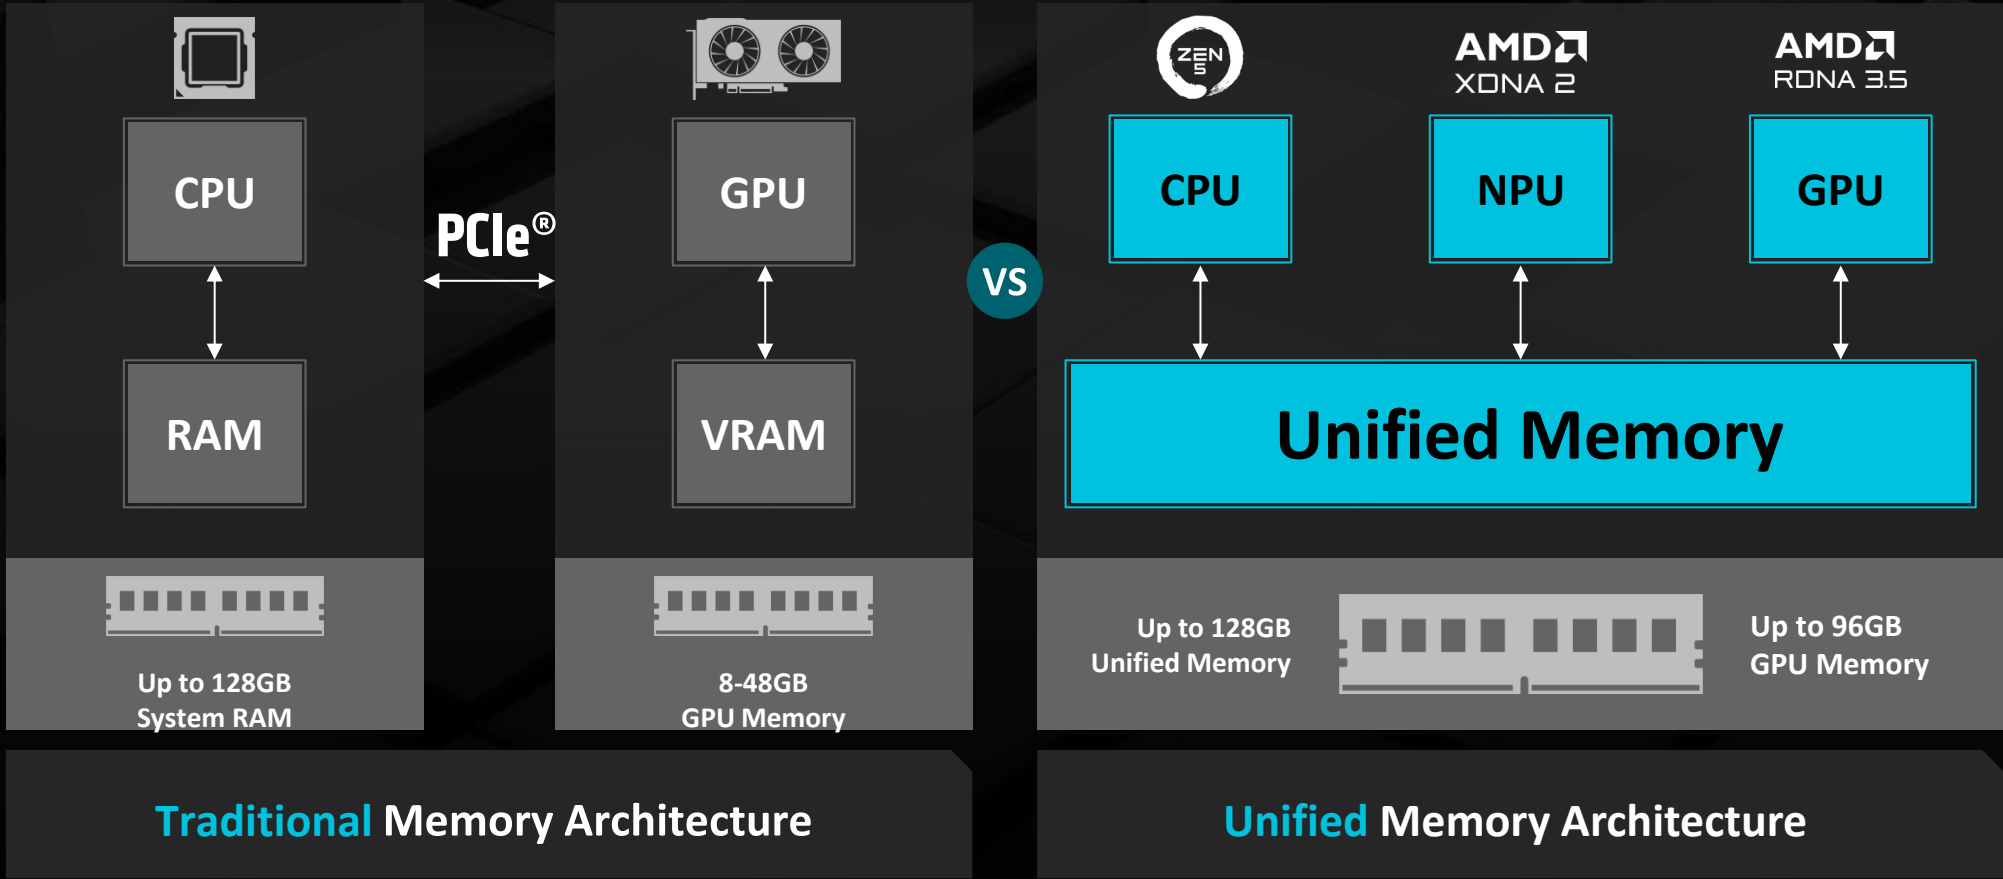 CPU
RAM
Up to 128GB
System RAM
PCIe®
GPU
VRAM
8-48GB
GPU Memory
Traditional Memory Architecture
VS
ZEN
5
CPU
AMD
XDNA 2
NPU
AMD
RDNA 3.5
GPU
Unified Memory
Up to 128GB
Unified Memory
Up to 96GB
GPU Memory
Unified Memory Architecture